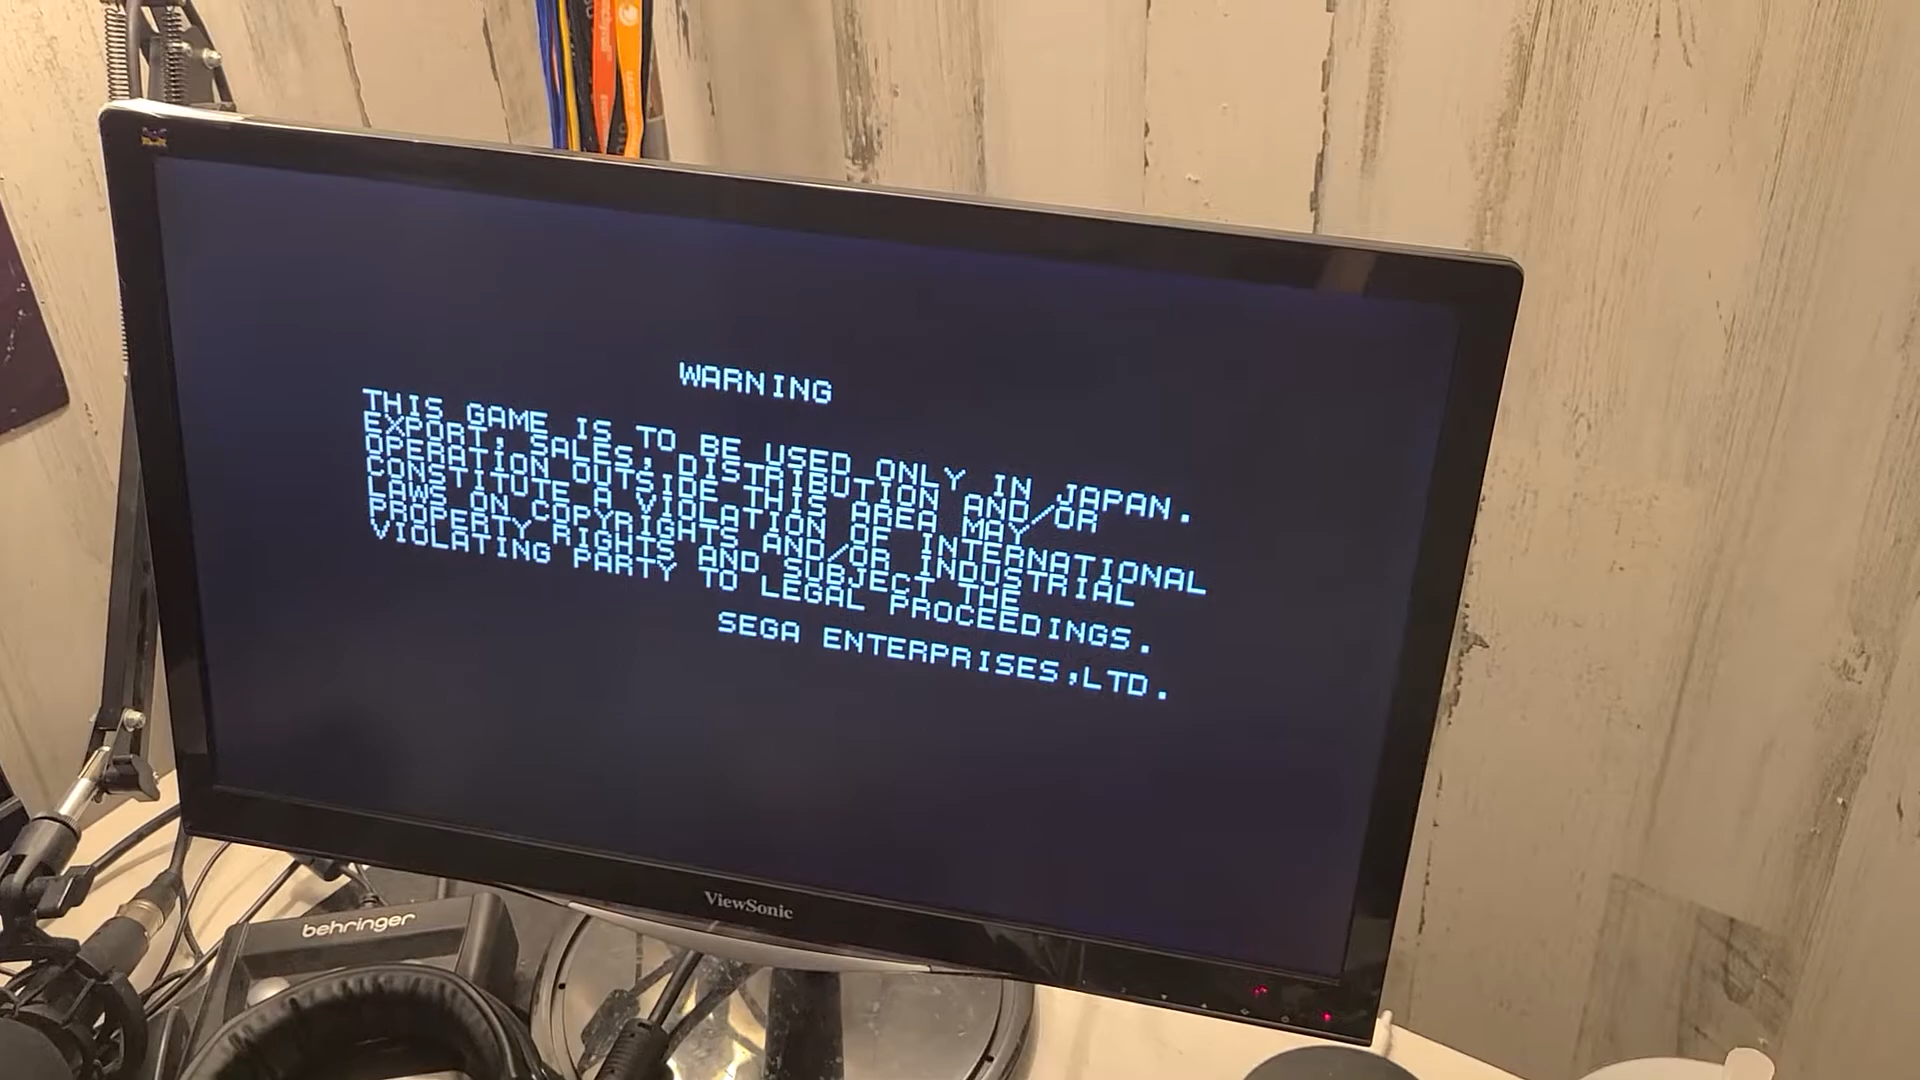 WARNING
THIS GAME IS TO BE USED ONLY IN JAPAN.
EXPORT, SALES, DISTRIBUTION AND/OR
OPERATION OUTSIDE THIS AREA MAY
CONSTITUTE A VIOLATION OF INTERNATIONAL
LAWS ON COPYRIGHTS AND/OR INDUSTRIAL
PROPERTY RIGHTS AND SUBJECT THE
VIOLATING PARTY TO LEGAL PROCEEDINGS.
SEGA ENTERPRISES,LTD.
ViewSonic
behringer